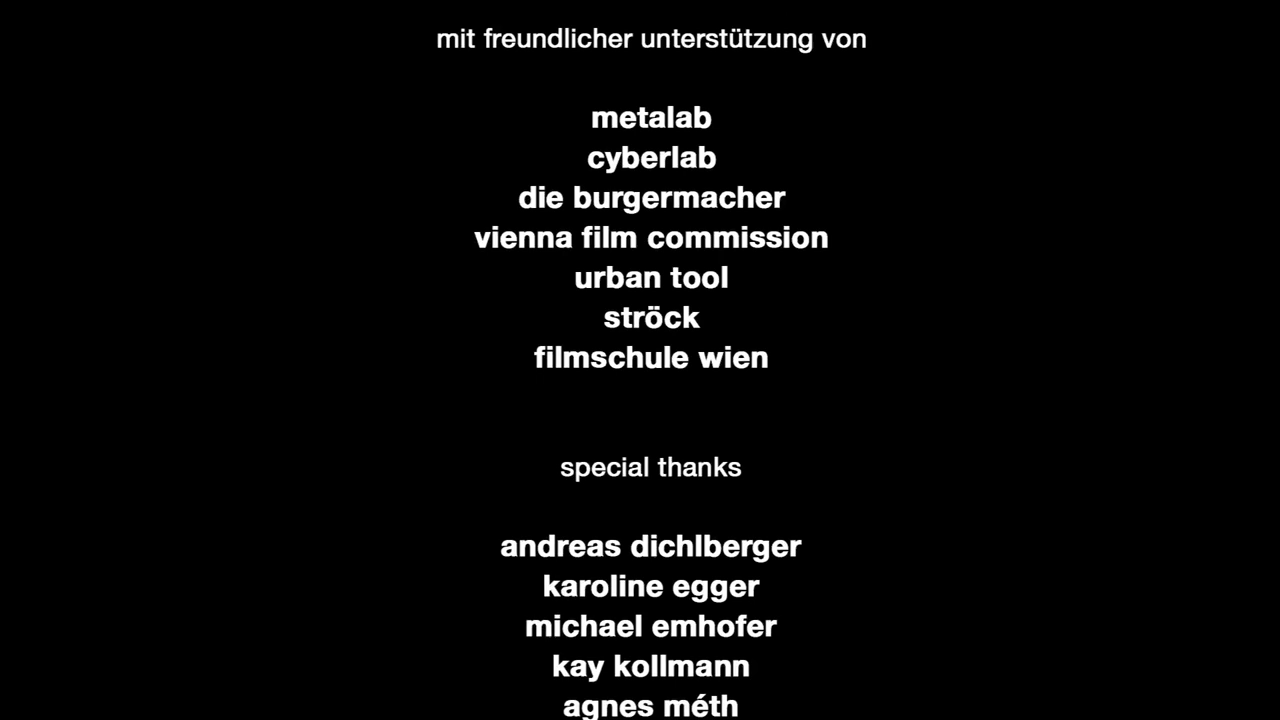 mit freundlicher unterstützung von
metalab
cyberlab
die burgermacher
vienna film commission
urban tool
ströck
filmschule wien
special thanks
andreas dichlberger
karoline egger
michael emhofer
kay kollmann
agnes méth